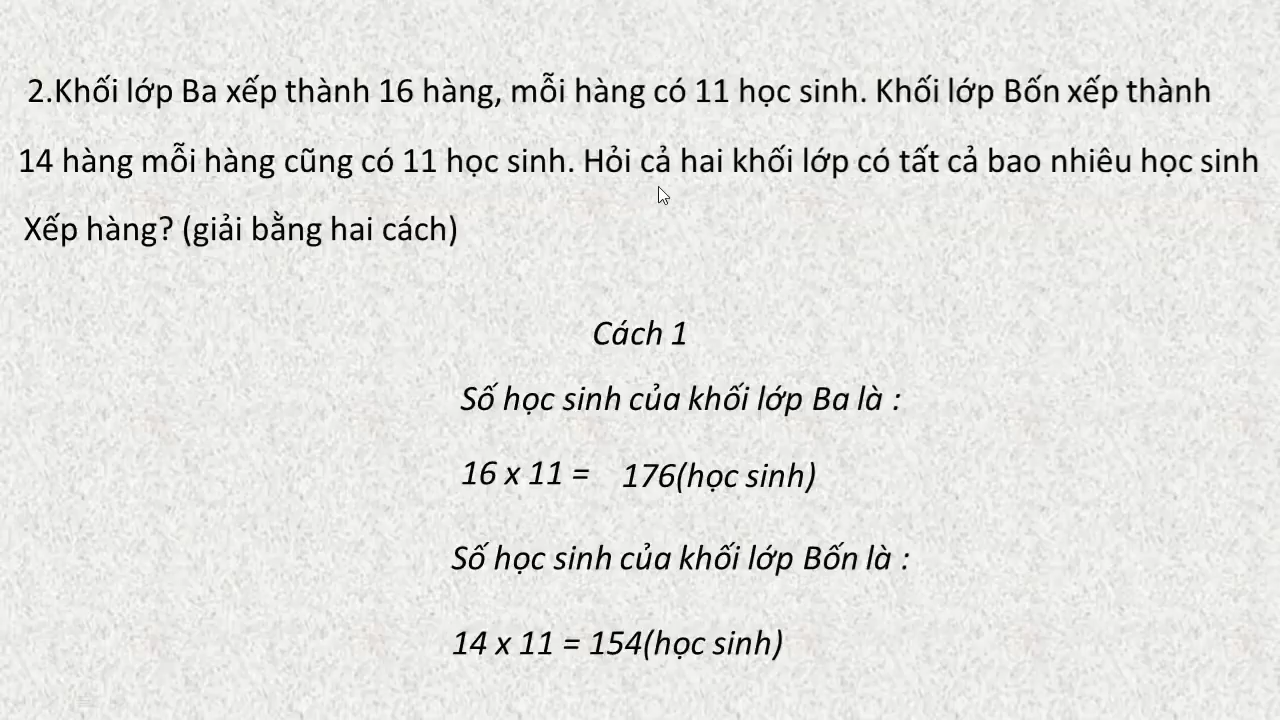 2.Khối lớp Ba xếp thành 16 hàng, mỗi hàng có 11 học sinh. Khối lớp Bốn xếp thành
14 hàng mỗi hàng cũng có 11 học sinh. Hỏi cả hai khối lớp có tất cả bao nhiêu học sinh
Xếp hàng? (giải bằng hai cách)
Cách 1
Số học sinh của khối lớp Ba là :
16 x 11 = 176(học sinh)
Số học sinh của khối lớp Bốn là :
14 x 11 = 154(học sinh)